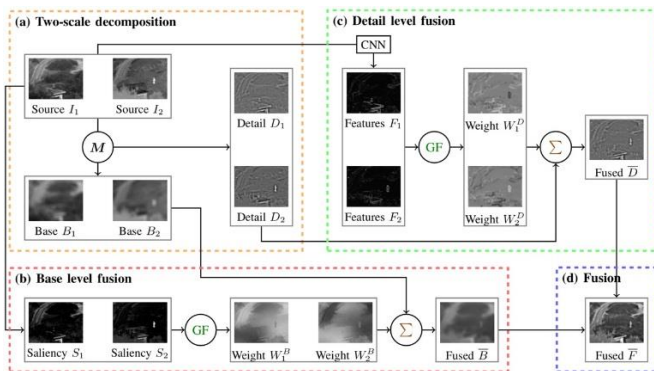 (a) Two-scale decomposition
Source I₁ Source I₂
M
Base B₁ Base B₂
Detail D₁
Detail D₂
(c) Detail level fusion
CNN
Features F₁
Features F₂
GF
Weight W₁ᴰ
Weight W₂ᴰ
Σ
Fused D̅
(b) Base level fusion
Saliency S₁ Saliency S₂
GF
Weight W₁ᴮ Weight W₂ᴮ
Σ
Fused B̅
(d) Fusion
Fused F̅